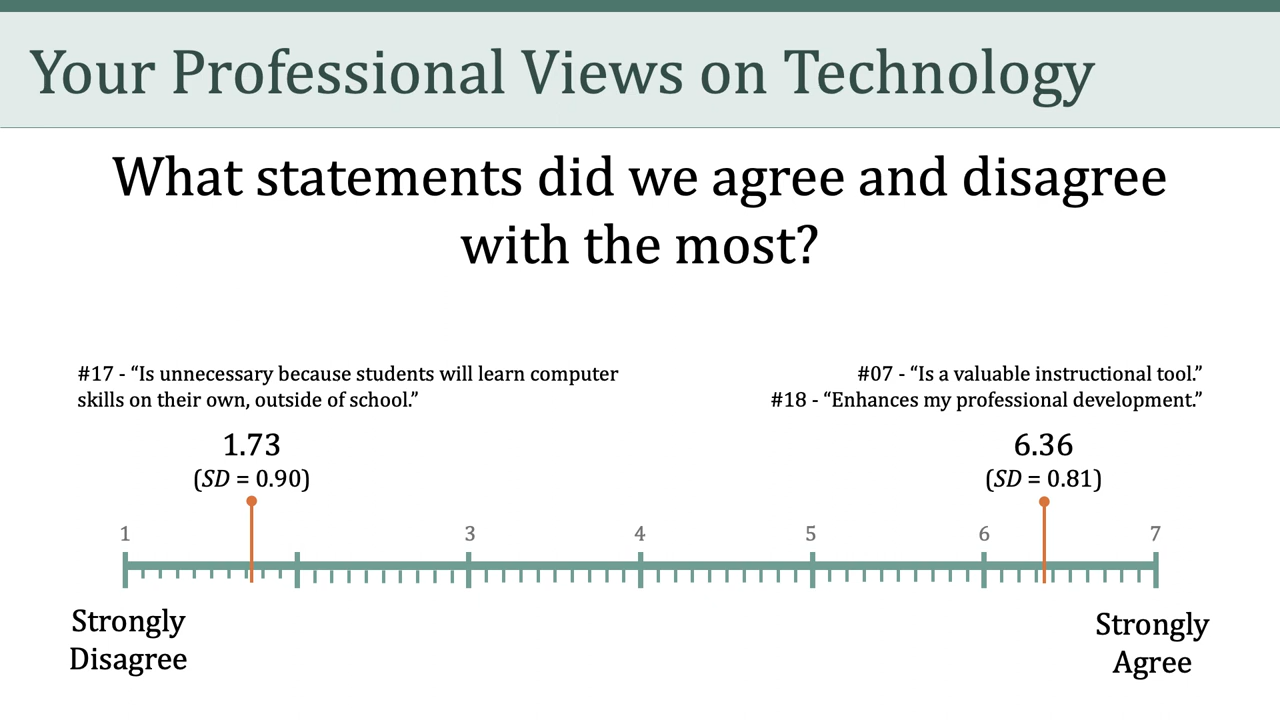 Your Professional Views on Technology
What statements did we agree and disagree
with the most?
#17 - “Is unnecessary because students will learn computer
skills on their own, outside of school.”
#07 - “Is a valuable instructional tool.”
#18 - “Enhances my professional development.”
1.73
(SD = 0.90)
6.36
(SD = 0.81)
1
3
4
5
6
7
Strongly
Disagree
Strongly
Agree